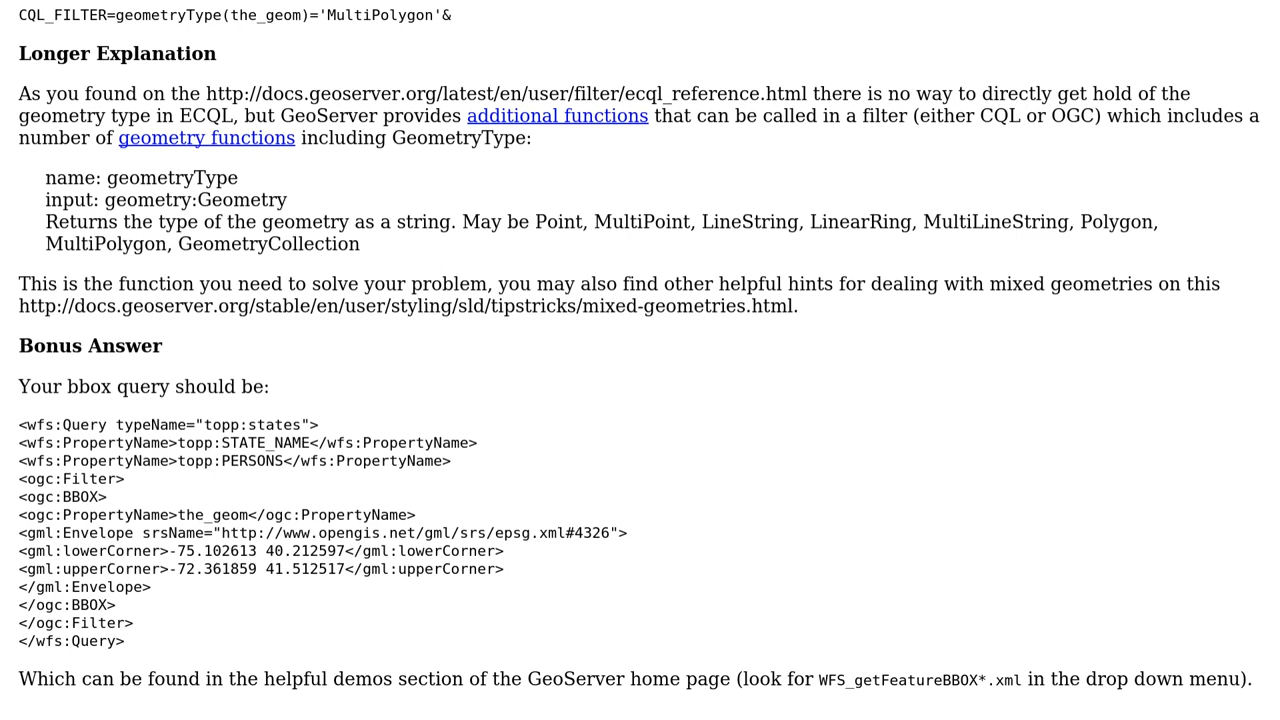 CQL_FILTER=geometryType(the_geom)='MultiPolygon'&
Longer Explanation
As you found on the http://docs.geoserver.org/latest/en/user/filter/ecql_reference.html there is no way to directly get hold of the
geometry type in ECQL, but GeoServer provides additional functions that can be called in a filter (either CQL or OGC) which includes a
number of geometry functions including GeometryType:
name: geometryType
input: geometry:Geometry
Returns the type of the geometry as a string. May be Point, MultiPoint, LineString, LinearRing, MultiLineString, Polygon,
MultiPolygon, GeometryCollection
This is the function you need to solve your problem, you may also find other helpful hints for dealing with mixed geometries on this
http://docs.geoserver.org/stable/en/user/styling/sld/tipstricks/mixed-geometries.html.
Bonus Answer
Your bbox query should be:
<wfs:Query typeName="topp:states">
<wfs:PropertyName>topp:STATE_NAME</wfs:PropertyName>
<wfs:PropertyName>topp:PERSONS</wfs:PropertyName>
<ogc:Filter>
<ogc:BBOX>
<ogc:PropertyName>the_geom</ogc:PropertyName>
<gml:Envelope srsName="http://www.opengis.net/gml/srs/epsg.xml#4326">
<gml:lowerCorner>-75.102613 40.212597</gml:lowerCorner>
<gml:upperCorner>-72.361859 41.512517</gml:upperCorner>
</gml:Envelope>
</ogc:BBOX>
</ogc:Filter>
</wfs:Query>
Which can be found in the helpful demos section of the GeoServer home page (look for WFS_getFeatureBBOX*.xml in the drop down menu).